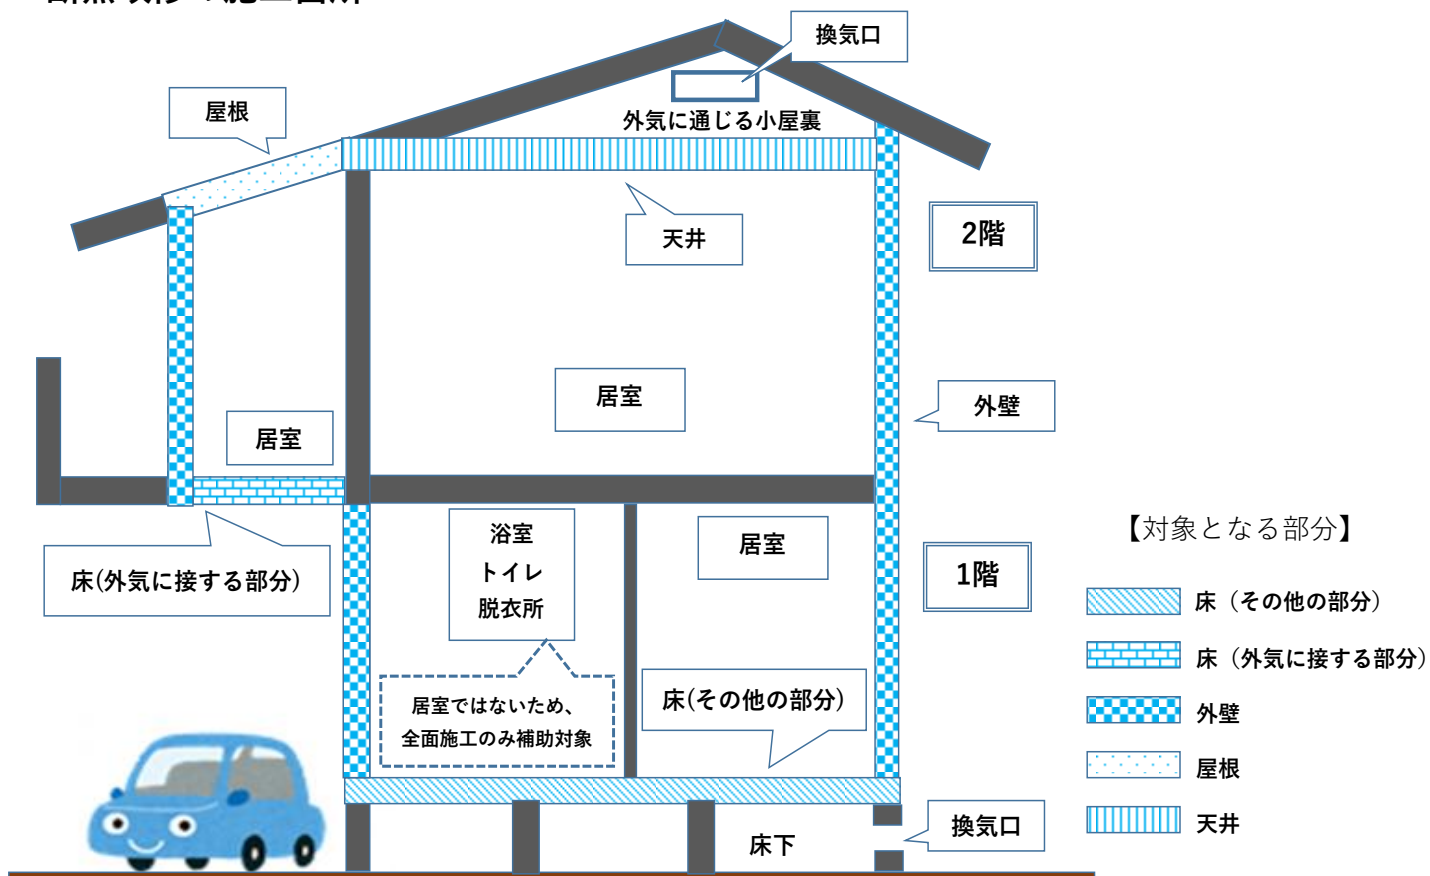 換気口
屋根
外気に通じる小屋裏
天井
2階
居室
外壁
居室
床(外気に接する部分)
浴室
トイレ
脱衣所
居室
1階
居室ではないため、
全面施工のみ補助対象
床(その他の部分)
床下
換気口
【対象となる部分】
床（その他の部分）
床（外気に接する部分）
外壁
屋根
天井